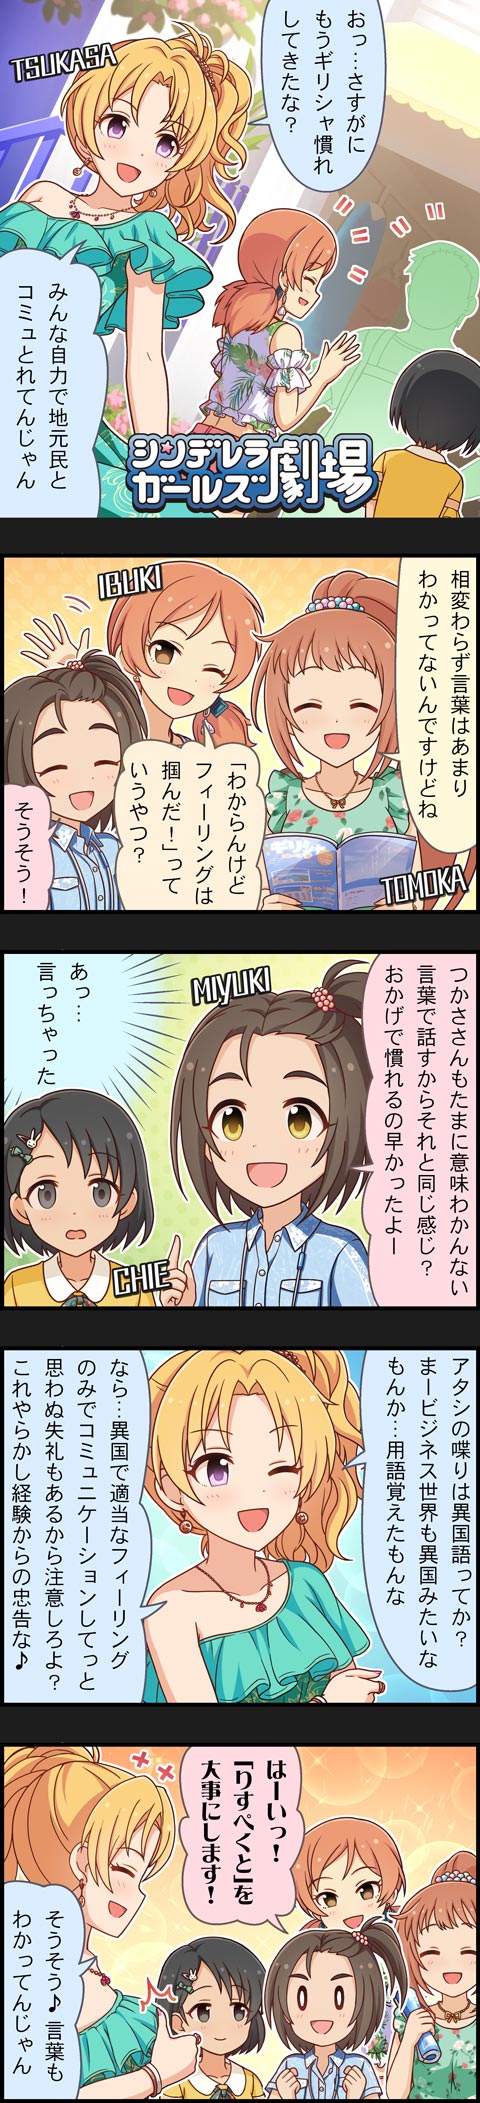 TSUKASA
おっ…さすがに
もうギリシャ慣れ
してきたな?
みんな自力で地元民と
コミュとれてんじゃん
シンデレラ
ガールズ劇場
相変わらず言葉はあまり
わかってないんですけどね
IBUKI
「わからんけど
フィーリングは
掴んだ!」って
いうやつ?
そうそう!
ギリシャ
TOMOKA
つかささんもたまに意味わかんない
言葉で話すからそれと同じ感じ?
おかげで慣れるの早かったよー
MIYUKI
あっ…
言っちゃった
CHIE
アタシの喋りは異国語ってか?
まービジネス世界も異国みたいな
もんか…用語覚えたもんな
なら…異国で適当なフィーリング
のみでコミュニケーションしてっと
思わぬ失礼もあるから注意しろよ?
これやらかし経験からの忠告な♪
はーいっ!
『りすぺくと』を
大事にします!
そうそう♪言葉も
わかってんじゃん